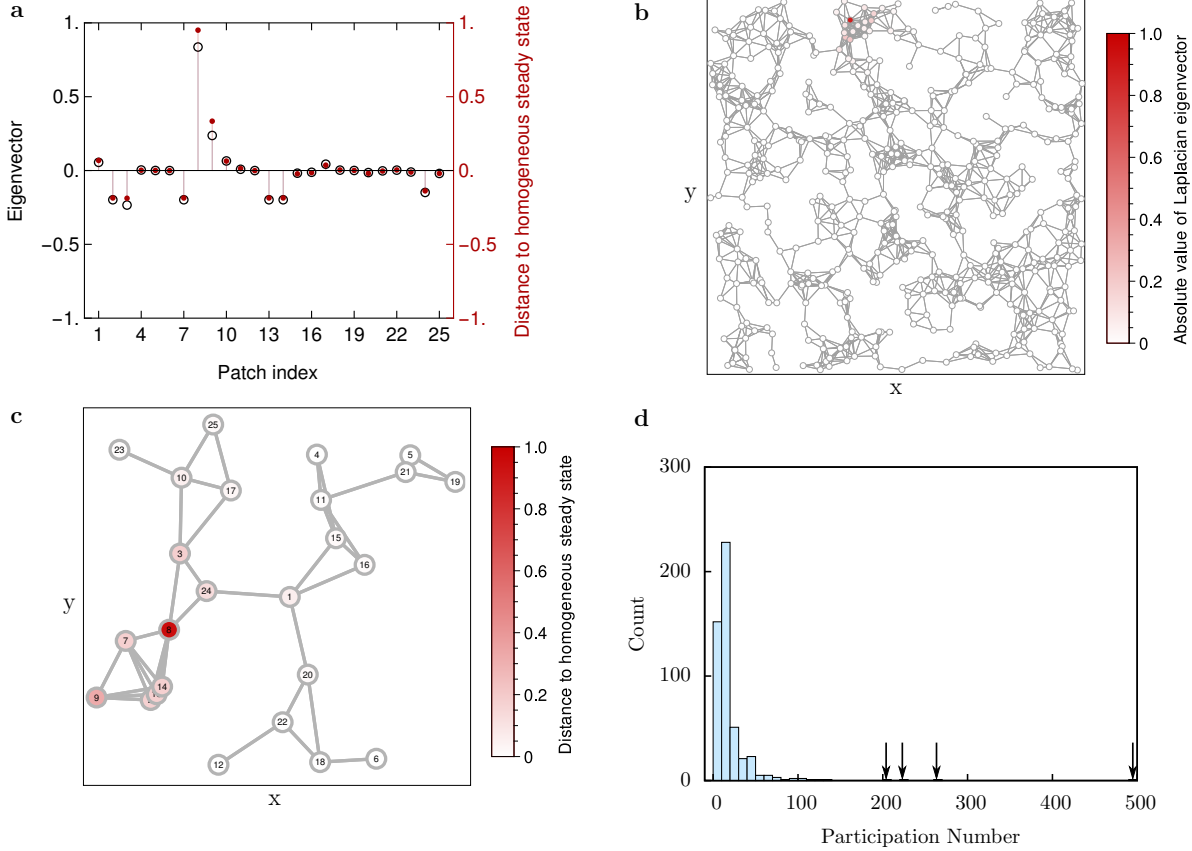 a
1.
0.5
0.
−0.5
−1.
1.
0.5
0.
−0.5
−1.
Eigenvector
Distance to homogeneous steady state
1 4 7 10 13 16 19 22 25
Patch index
b
y
x
1.0
0.8
0.6
0.4
0.2
0
Absolute value of Laplacian eigenvector
c
25
23
4
5
21
10
19
17
11
15
3
16
24
1
8
7
20
14
9
22
12
18
6
y
x
1.0
0.8
0.6
0.4
0.2
0
Distance to homogeneous steady state
d
300
200
100
0
Count
0 100 200 300 400 500
Participation Number